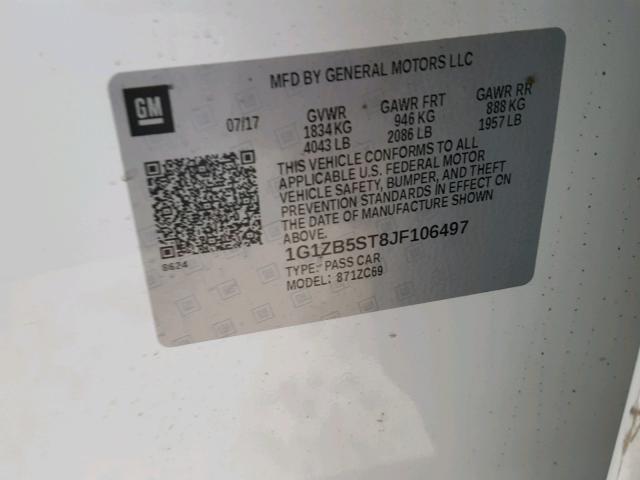 MFD BY GENERAL MOTORS LLC
GM
07/17
GVWR GAWR FRT GAWR RR
1834 KG 946 KG 888 KG
4043 LB 2086 LB 1957 LB
THIS VEHICLE CONFORMS TO ALL
APPLICABLE U.S. FEDERAL MOTOR
VEHICLE SAFETY, BUMPER, AND THEFT
PREVENTION STANDARDS IN EFFECT ON
THE DATE OF MANUFACTURE SHOWN
ABOVE.
8624
1G1ZB5ST8JF106497
TYPE: PASS CAR
MODEL: 871ZC69